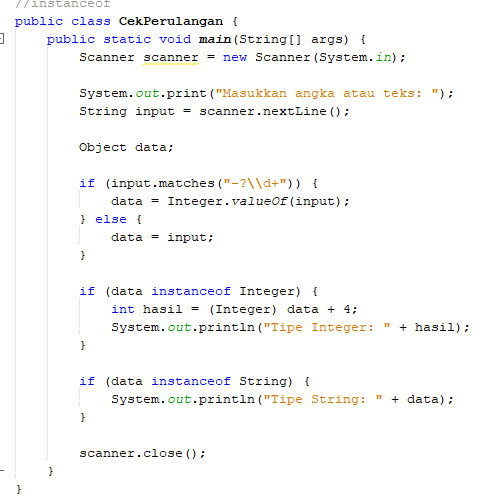 //instanceof
public class CekPerulangan {
public static void main(String[] args) {
Scanner scanner = new Scanner(System.in);
System.out.print("Masukkan angka atau teks: ");
String input = scanner.nextLine();
Object data;
if (input.matches("-?\\d+")) {
data = Integer.valueOf(input);
} else {
data = input;
}
if (data instanceof Integer) {
int hasil = (Integer) data + 4;
System.out.println("Tipe Integer: " + hasil);
}
if (data instanceof String) {
System.out.println("Tipe String: " + data);
}
scanner.close();
}
}